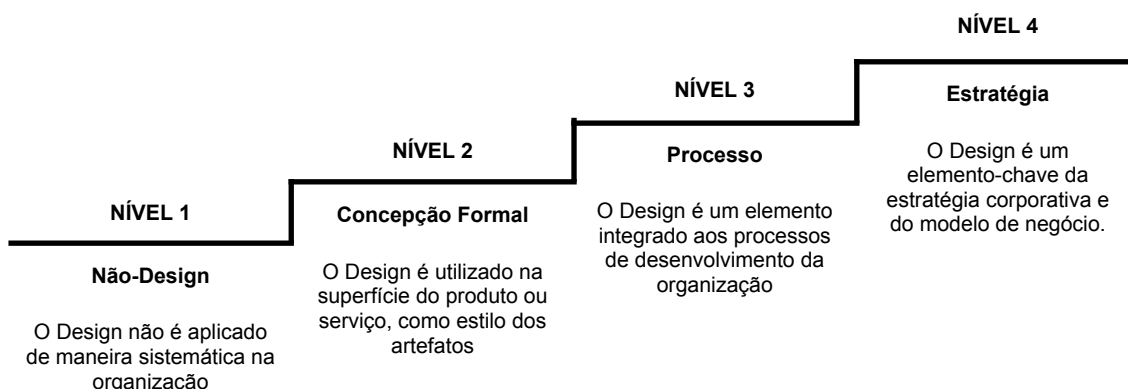 NÍVEL 1
Não-Design
O Design não é aplicado
de maneira sistemática na
organização
NÍVEL 2
Concepção Formal
O Design é utilizado na
superfície do produto ou
serviço, como estilo dos
artefatos
NÍVEL 3
Processo
O Design é um elemento
integrado aos processos
de desenvolvimento da
organização
NÍVEL 4
Estratégia
O Design é um
elemento-chave da
estratégia corporativa e
do modelo de negócio.